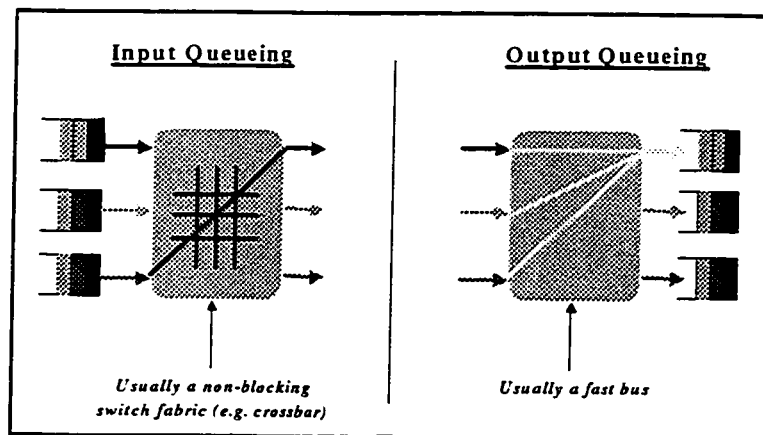 Input Queueing
Output Queueing
Usually a non-blocking
switch fabric (e.g. crossbar)
Usually a fast bus